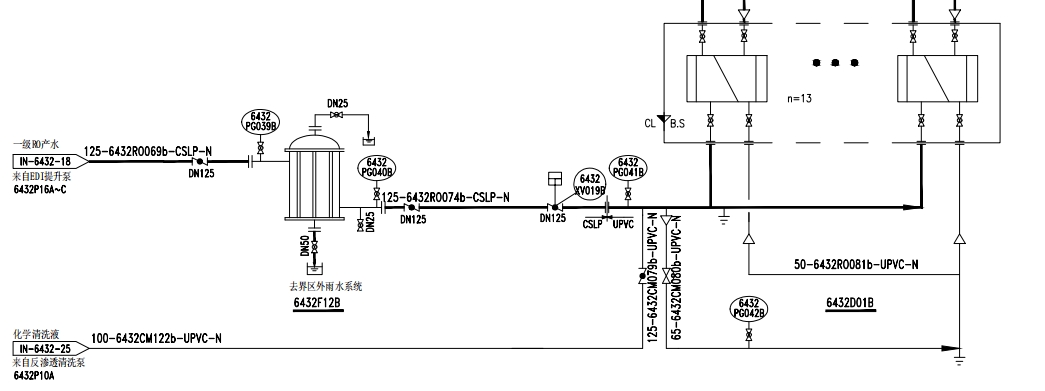 n=13
CL
B.S
DN25
6432
PG039B
一级RO产水
125-6432RO069b-CSLP-N
IN-6432-18
来自EDI提升泵
DN125
6432P16A~C
6432
PG040B
125-6432RO074b-CSLP-N
DN125
DN25
6432
XV019B
DN125
6432
PG041B
CSLP
UPVC
DN50
去界区外雨水系统
6432F12B
125-6432CM079b-UPVC-N
65-6432CM080b-UPVC-N
50-6432RO081b-UPVC-N
6432
PG042B
6432D01B
化学清洗液
100-6432CM122b-UPVC-N
IN-6432-25
来自反渗透清洗泵
6432P10A